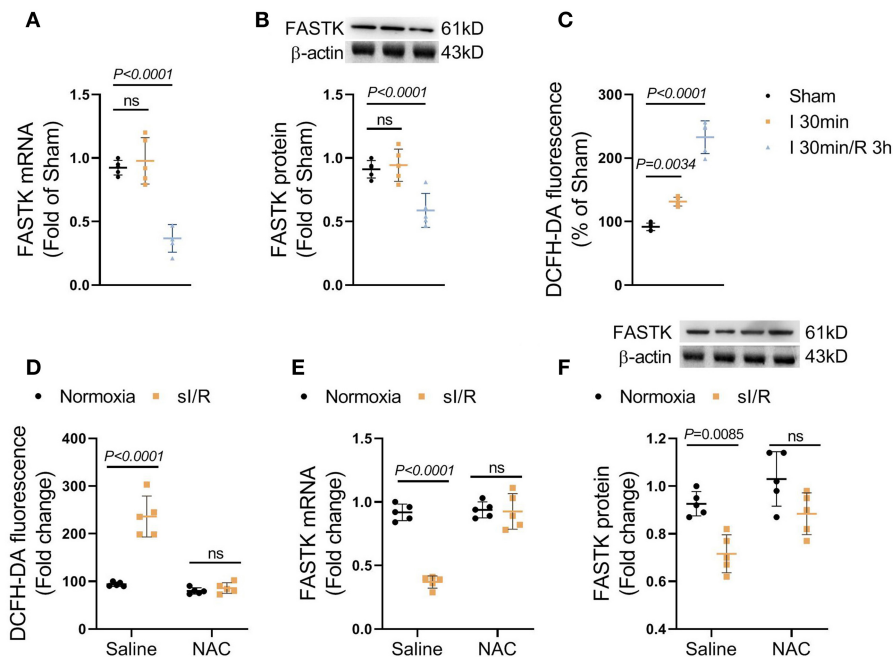 A
P<0.0001
ns
FASTK mRNA
(Fold of Sham)
1.5
1.0
0.5
0.0
B
FASTK
61kD
β-actin
43kD
P<0.0001
ns
FASTK protein
(Fold of Sham)
1.5
1.0
0.5
0.0
C
P<0.0001
P=0.0034
DCFH-DA fluorescence
(% of Sham)
300
200
100
0
Sham
I 30min
I 30min/R 3h
D
Normoxia sI/R
P<0.0001
ns
DCFH-DA fluorescence
(Fold change)
400
300
200
100
0
Saline NAC
E
Normoxia sI/R
P<0.0001
ns
FASTK mRNA
(Fold change)
1.5
1.0
0.5
0.0
Saline NAC
FASTK
61kD
β-actin
43kD
F
Normoxia sI/R
P=0.0085
ns
FASTK protein
(Fold change)
1.2
1.0
0.8
0.6
0.4
Saline NAC